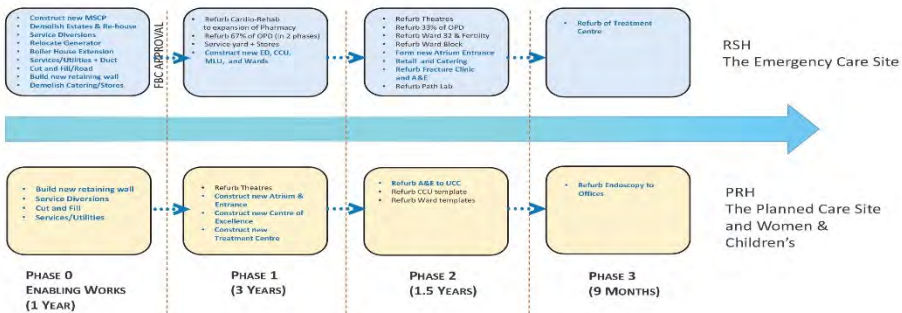 Construct new MSCP
Demolish Estates & Re-house
Service Diversions
Relocate Generator
Boiler House Extension
Services/Utilities + Duct
Cut and Fill/Road
Build new retaining wall
Demolish Catering/Stores
FBC APPROVAL
Refurb Cardio-Rehab
to expansion of Pharmacy
Refurb 67% of OPD (in 2 phases)
Service yard + Stores
Construct new ED, CCU,
MLU, and Wards
Refurb Theatres
Refurb 33% of OPD
Refurb Ward 32 & Fertility
Refurb Ward Block
Form new Atrium Entrance
Retail and Catering
Refurb Fracture Clinic
and A&E
Refurb Path Lab
Refurb of Treatment
Centre
RSH
The Emergency Care Site
Build new retaining wall
Service Diversions
Cut and Fill
Services/Utilities
Refurb Theatres
Construct new Atrium &
Entrance
Construct new Centre of
Excellence
Construct new
Treatment Centre
Refurb A&E to UCC
Refurb CCU template
Refurb Ward templates
Refurb Endoscopy to
Offices
PRH
The Planned Care Site
and Women &
Children's
PHASE 0
ENABLING WORKS
(1 YEAR)
PHASE 1
(3 YEARS)
PHASE 2
(1.5 YEARS)
PHASE 3
(9 MONTHS)